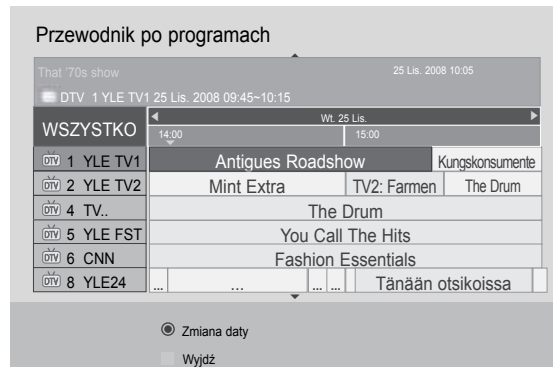 Przewodnik po programach
That '70s show 25 Lis. 2008 10:05
DTV 1 YLE TV1 25 Lis. 2008 09:45~10:15
WSZYSTKO
Wt. 25 Lis.
14:00 15:00
DTV 1 YLE TV1 Antigues Roadshow Kungskonsumente
DTV 2 YLE TV2 Mint Extra TV2: Farmen The Drum
DTV 4 TV.. The Drum
DTV 5 YLE FST You Call The Hits
DTV 6 CNN Fashion Essentials
DTV 8 YLE24 ... ... ... ... Tänään otsikoissa
Zmiana daty
Wyjdź